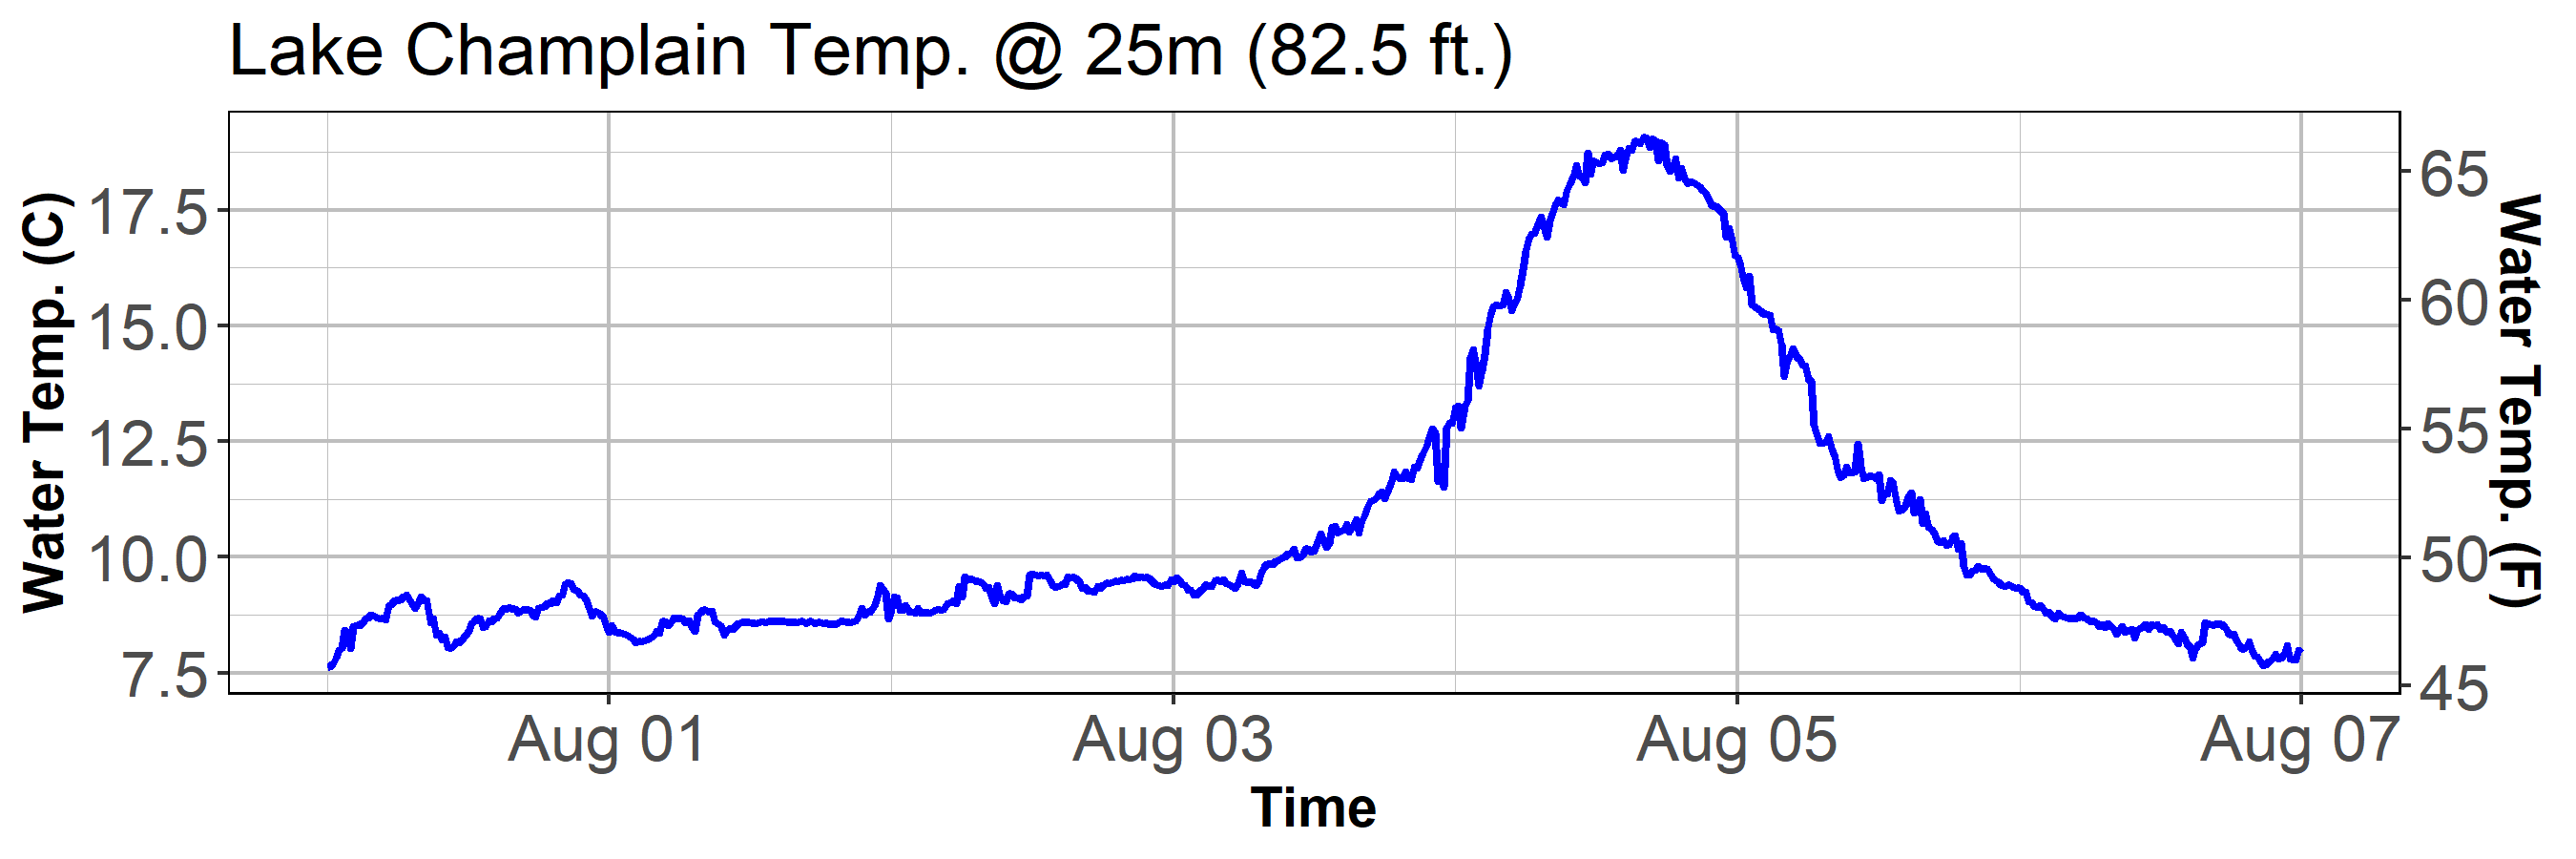 Lake Champlain Temp. @ 25m (82.5 ft.)
Water Temp. (C)
17.5
15.0
12.5
10.0
7.5
65
60
55
50
45
Water Temp. (F)
Aug 01 Aug 03 Aug 05 Aug 07
Time